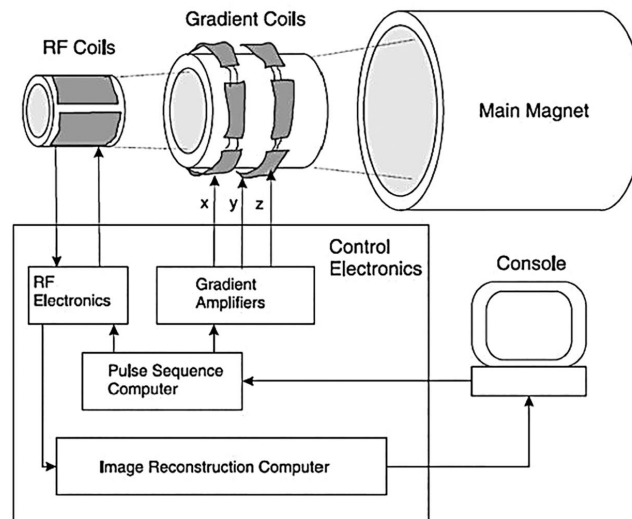 Gradient Coils
RF Coils
Main Magnet
x
y
z
Control
Electronics
Console
RF
Electronics
Gradient
Amplifiers
Pulse Sequence
Computer
Image Reconstruction Computer